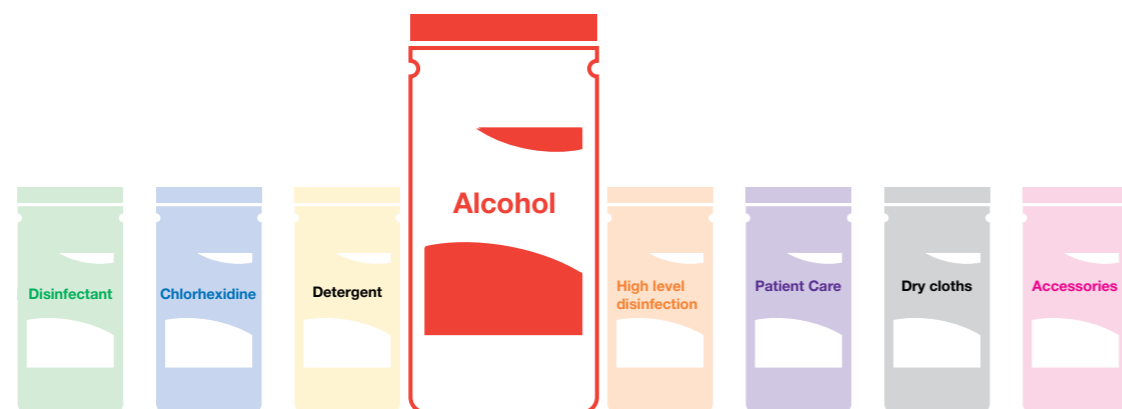 Disinfectant
Chlorhexidine
Detergent
Alcohol
High level
disinfection
Patient Care
Dry cloths
Accessories